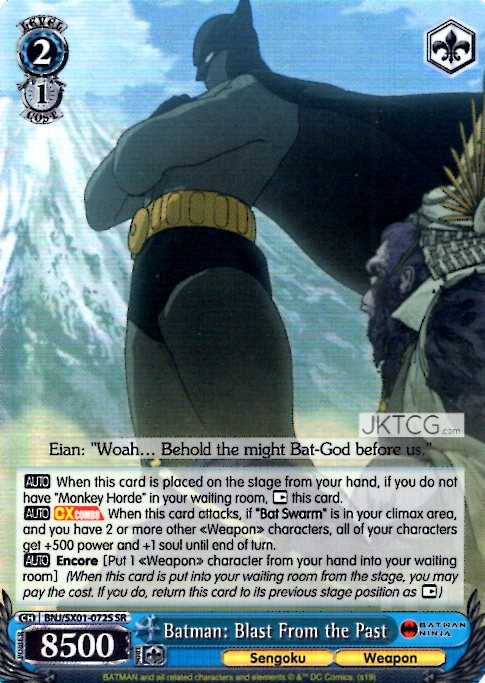 LEVEL
2
1
COST
JKTCG.com
Eian: "Woah… Behold the might Bat-God before us."
AUTO When this card is placed on the stage from your hand, if you do not
have "Monkey Horde" in your waiting room, this card.
AUTO CXCOMBO When this card attacks, if "Bat Swarm" is in your climax area,
and you have 2 or more other «Weapon» characters, all of your characters
get +500 power and +1 soul until end of turn.
AUTO Encore [Put 1 «Weapon» character from your hand into your waiting
room] (When this card is put into your waiting room from the stage, you may
pay the cost. If you do, return this card to its previous stage position as )
CH BNJ/SX01-072S SR
POWER 8500 SOUL Batman: Blast From the Past BATMAN NINJA
Sengoku Weapon
BATMAN and all related characters and elements © & ™ DC Comics. (s19)